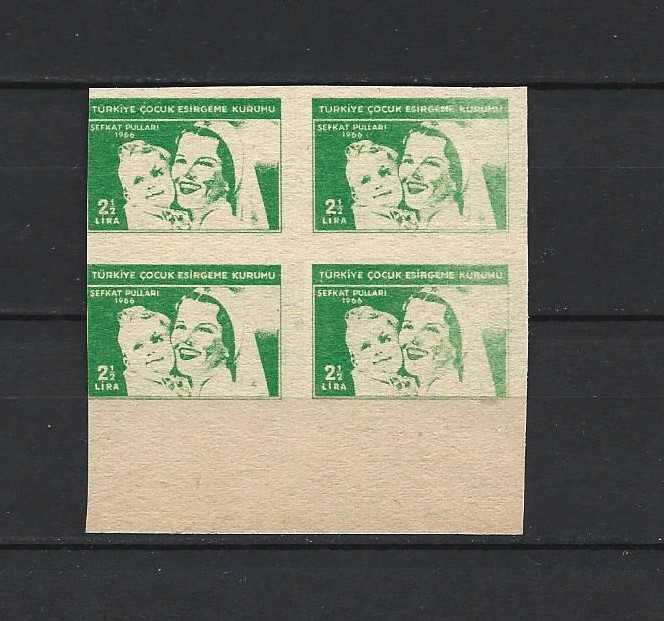 TÜRKİYE ÇOCUK ESİRGEME KURUMU
ŞEFKAT PULLARI
1966
2½
LİRA
TÜRKİYE ÇOCUK ESİRGEME KURUMU
ŞEFKAT PULLARI
1966
2½
LİRA
TÜRKİYE ÇOCUK ESİRGEME KURUMU
ŞEFKAT PULLARI
1966
2½
LİRA
TÜRKİYE ÇOCUK ESİRGEME KURUMU
ŞEFKAT PULLARI
1966
2½
LİRA